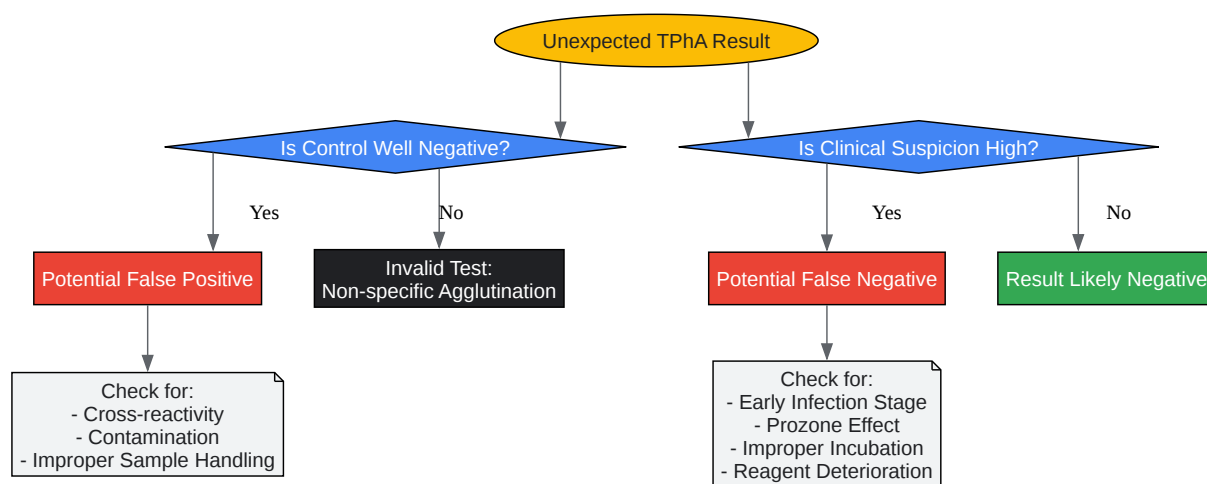 Unexpected TPhA Result
Is Control Well Negative?
Is Clinical Suspicion High?
Yes
No
Yes
No
Potential False Positive
Invalid Test:
Non-specific Agglutination
Potential False Negative
Result Likely Negative
Check for:
- Cross-reactivity
- Contamination
- Improper Sample Handling
Check for:
- Early Infection Stage
- Prozone Effect
- Improper Incubation
- Reagent Deterioration